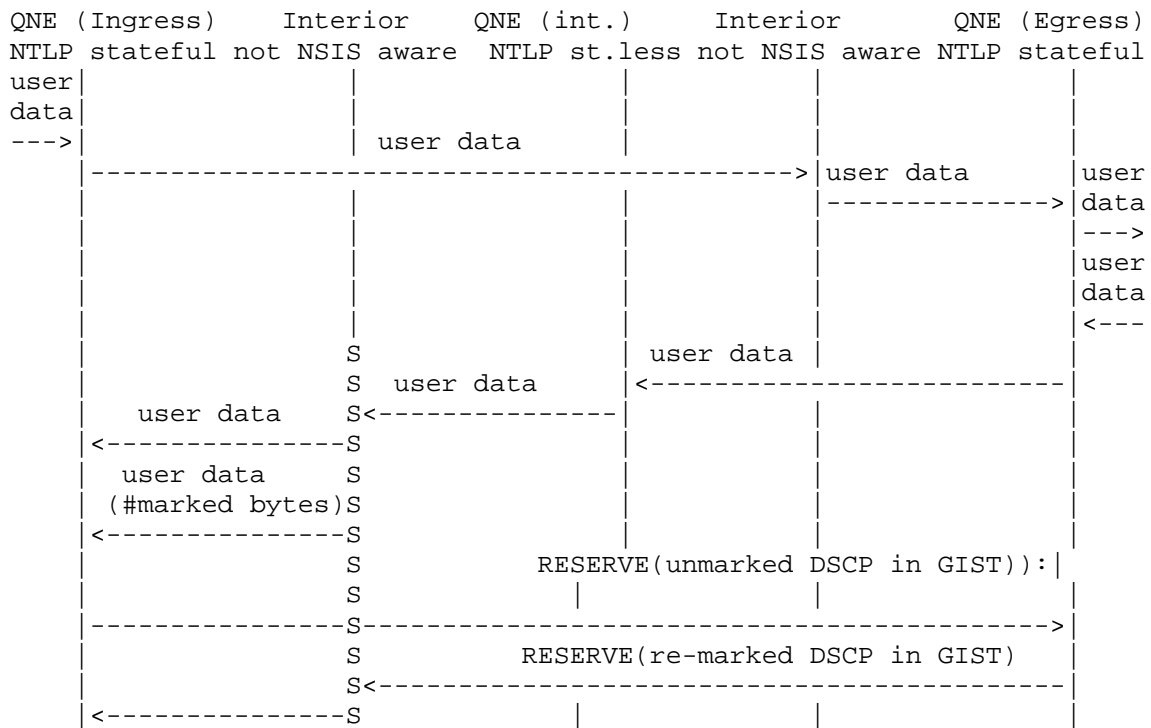 QNE (Ingress) Interior QNE (int.) Interior QNE (Egress)
NTLP stateful not NSIS aware NTLP st.less not NSIS aware NTLP stateful
user| | | | |
data| | | | |
--->| | user data | | |
|------------------------------------------->|user data |user
| | | |-------------->|data
| | | | |--->
| | | | |user
| | | | |data
| | | | |<---
| S | user data | |
| S user data |<--------------------------|
| user data S<--------------- | |
|<---------------S | | |
| user data S | | |
| (#marked bytes)S | | |
|<---------------S | | |
| S RESERVE(unmarked DSCP in GIST)):|
| S | | |
|----------------S------------------------------------------->|
| S RESERVE(re-marked DSCP in GIST) |
| S<-------------------------------------------|
|<---------------S | | |